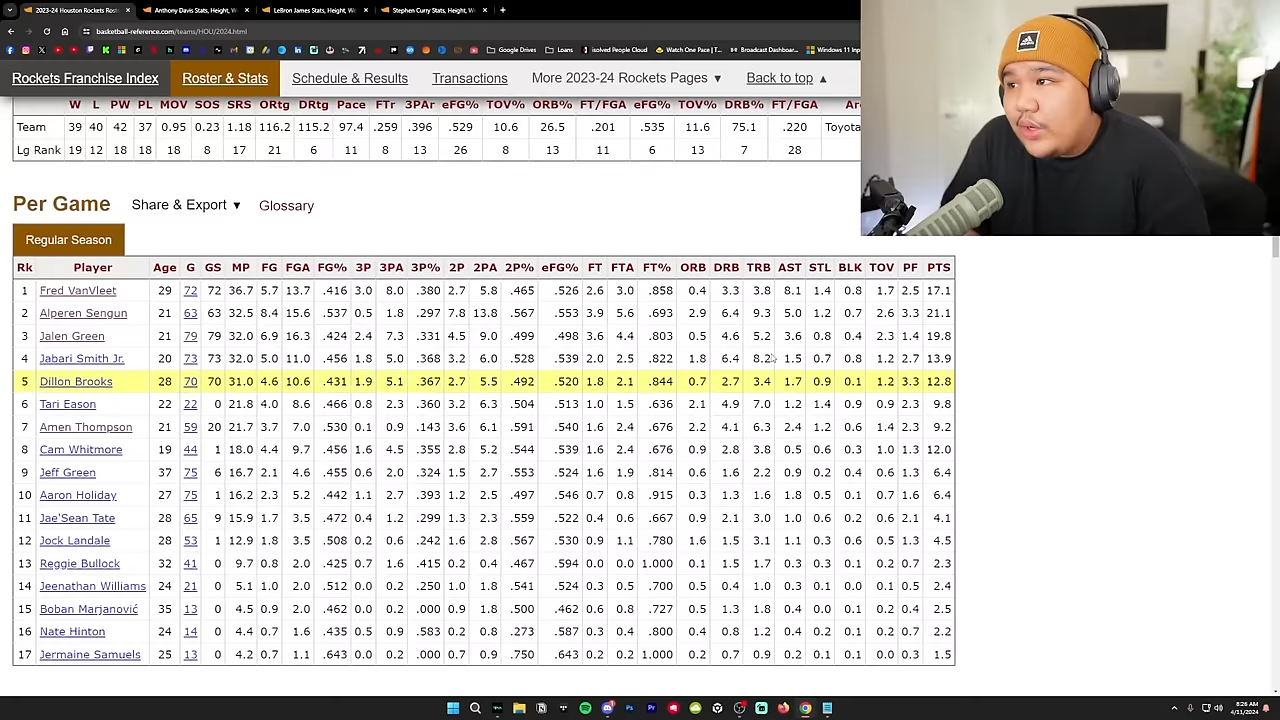 2023-24 Houston Rockets Rost
Anthony Davis Stats, Height, W
LeBron James Stats, Height, W
Stephen Curry Stats, Height, W
basketball-reference.com/teams/HOU/2024.html
Google Drives
Loans
isolved People Cloud
Watch One Pace | T...
Broadcast Dashboar...
Windows 11 Inp
Rockets Franchise Index Roster & Stats Schedule & Results Transactions More 2023-24 Rockets Pages ▼ Back to top ▲
W L PW PL MOV SOS SRS ORtg DRtg Pace FTr 3PAr eFG% TOV% ORB% FT/FGA eFG% TOV% DRB% FT/FGA
Team 39 40 42 37 0.95 0.23 1.18 116.2 115.2 97.4 .259 .396 .529 10.6 26.5 .201 .535 11.6 75.1 .220 Toyota
Lg Rank 19 12 18 18 18 8 17 21 6 11 8 13 26 8 13 11 6 13 7 28
Per Game Share & Export ▼ Glossary
Regular Season
Rk Player Age G GS MP FG FGA FG% 3P 3PA 3P% 2P 2PA 2P% eFG% FT FTA FT% ORB DRB TRB AST STL BLK TOV PF PTS
1 Fred VanVleet 29 72 72 36.7 5.7 13.7 .416 3.0 8.0 .380 2.7 5.8 .465 .526 2.6 3.0 .858 0.4 3.3 3.8 8.1 1.4 0.8 1.7 2.5 17.1
2 Alperen Sengun 21 63 63 32.5 8.4 15.6 .537 0.5 1.8 .297 7.8 13.8 .567 .553 3.9 5.6 .693 2.9 6.4 9.3 5.0 1.2 0.7 2.6 3.3 21.1
3 Jalen Green 21 79 79 32.0 6.9 16.3 .424 2.4 7.3 .331 4.5 9.0 .499 .498 3.6 4.4 .803 0.5 4.6 5.2 3.6 0.8 0.4 2.3 1.4 19.8
4 Jabari Smith Jr. 20 73 73 32.0 5.0 11.0 .456 1.8 5.0 .368 3.2 6.0 .528 .539 2.0 2.5 .822 1.8 6.4 8.2 1.5 0.7 0.8 1.2 2.7 13.9
5 Dillon Brooks 28 70 70 31.0 4.6 10.6 .431 1.9 5.1 .367 2.7 5.5 .492 .520 1.8 2.1 .844 0.7 2.7 3.4 1.7 0.9 0.1 1.2 3.3 12.8
6 Tari Eason 22 22 0 21.8 4.0 8.6 .466 0.8 2.3 .360 3.2 6.3 .504 .513 1.0 1.5 .636 2.1 4.9 7.0 1.2 1.4 0.9 0.9 2.3 9.8
7 Amen Thompson 21 59 20 21.7 3.7 7.0 .530 0.1 0.9 .143 3.6 6.1 .591 .540 1.6 2.4 .676 2.2 4.1 6.3 2.4 1.2 0.6 1.4 2.3 9.2
8 Cam Whitmore 19 44 1 18.0 4.4 9.7 .456 1.6 4.5 .355 2.8 5.2 .544 .539 1.6 2.4 .676 0.9 2.8 3.8 0.5 0.6 0.3 1.0 1.3 12.0
9 Jeff Green 37 75 6 16.7 2.1 4.6 .455 0.6 2.0 .324 1.5 2.7 .553 .524 1.6 1.9 .814 0.6 1.6 2.2 0.9 0.2 0.4 0.6 1.3 6.4
10 Aaron Holiday 27 75 1 16.2 2.3 5.2 .442 1.1 2.7 .393 1.2 2.5 .497 .546 0.7 0.8 .915 0.3 1.3 1.6 1.8 0.5 0.1 0.7 1.6 6.4
11 Jae'Sean Tate 28 65 9 15.9 1.7 3.5 .472 0.4 1.2 .299 1.3 2.3 .559 .522 0.4 0.6 .667 0.9 2.1 3.0 1.0 0.6 0.2 0.6 2.1 4.1
12 Jock Landale 28 53 1 12.9 1.8 3.5 .508 0.2 0.6 .242 1.6 2.8 .567 .530 0.9 1.1 .780 1.6 1.5 3.1 1.1 0.3 0.6 0.5 1.3 4.5
13 Reggie Bullock 32 41 0 9.7 0.8 2.0 .425 0.7 1.6 .415 0.2 0.4 .467 .594 0.0 0.0 1.000 0.1 1.5 1.7 0.3 0.3 0.1 0.2 0.7 2.3
14 Jeenathan Williams 24 21 0 5.1 1.0 2.0 .512 0.0 0.2 .250 1.0 1.8 .541 .524 0.3 0.5 .700 0.5 0.4 1.0 0.3 0.1 0.0 0.1 0.5 2.4
15 Boban Marjanović 35 13 0 4.5 0.9 2.0 .462 0.0 0.2 .000 0.9 1.8 .500 .462 0.6 0.8 .727 0.5 1.3 1.8 0.4 0.0 0.1 0.2 0.4 2.5
16 Nate Hinton 24 14 0 4.4 0.7 1.6 .435 0.5 0.9 .583 0.2 0.8 .273 .587 0.3 0.4 .800 0.4 0.8 1.2 0.4 0.2 0.1 0.2 0.7 2.2
17 Jermaine Samuels 25 13 0 4.2 0.7 1.1 .643 0.0 0.2 .000 0.7 0.9 .750 .643 0.2 0.2 1.000 0.2 0.7 0.9 0.2 0.1 0.1 0.0 0.3 1.5
8:26 AM
4/11/2024